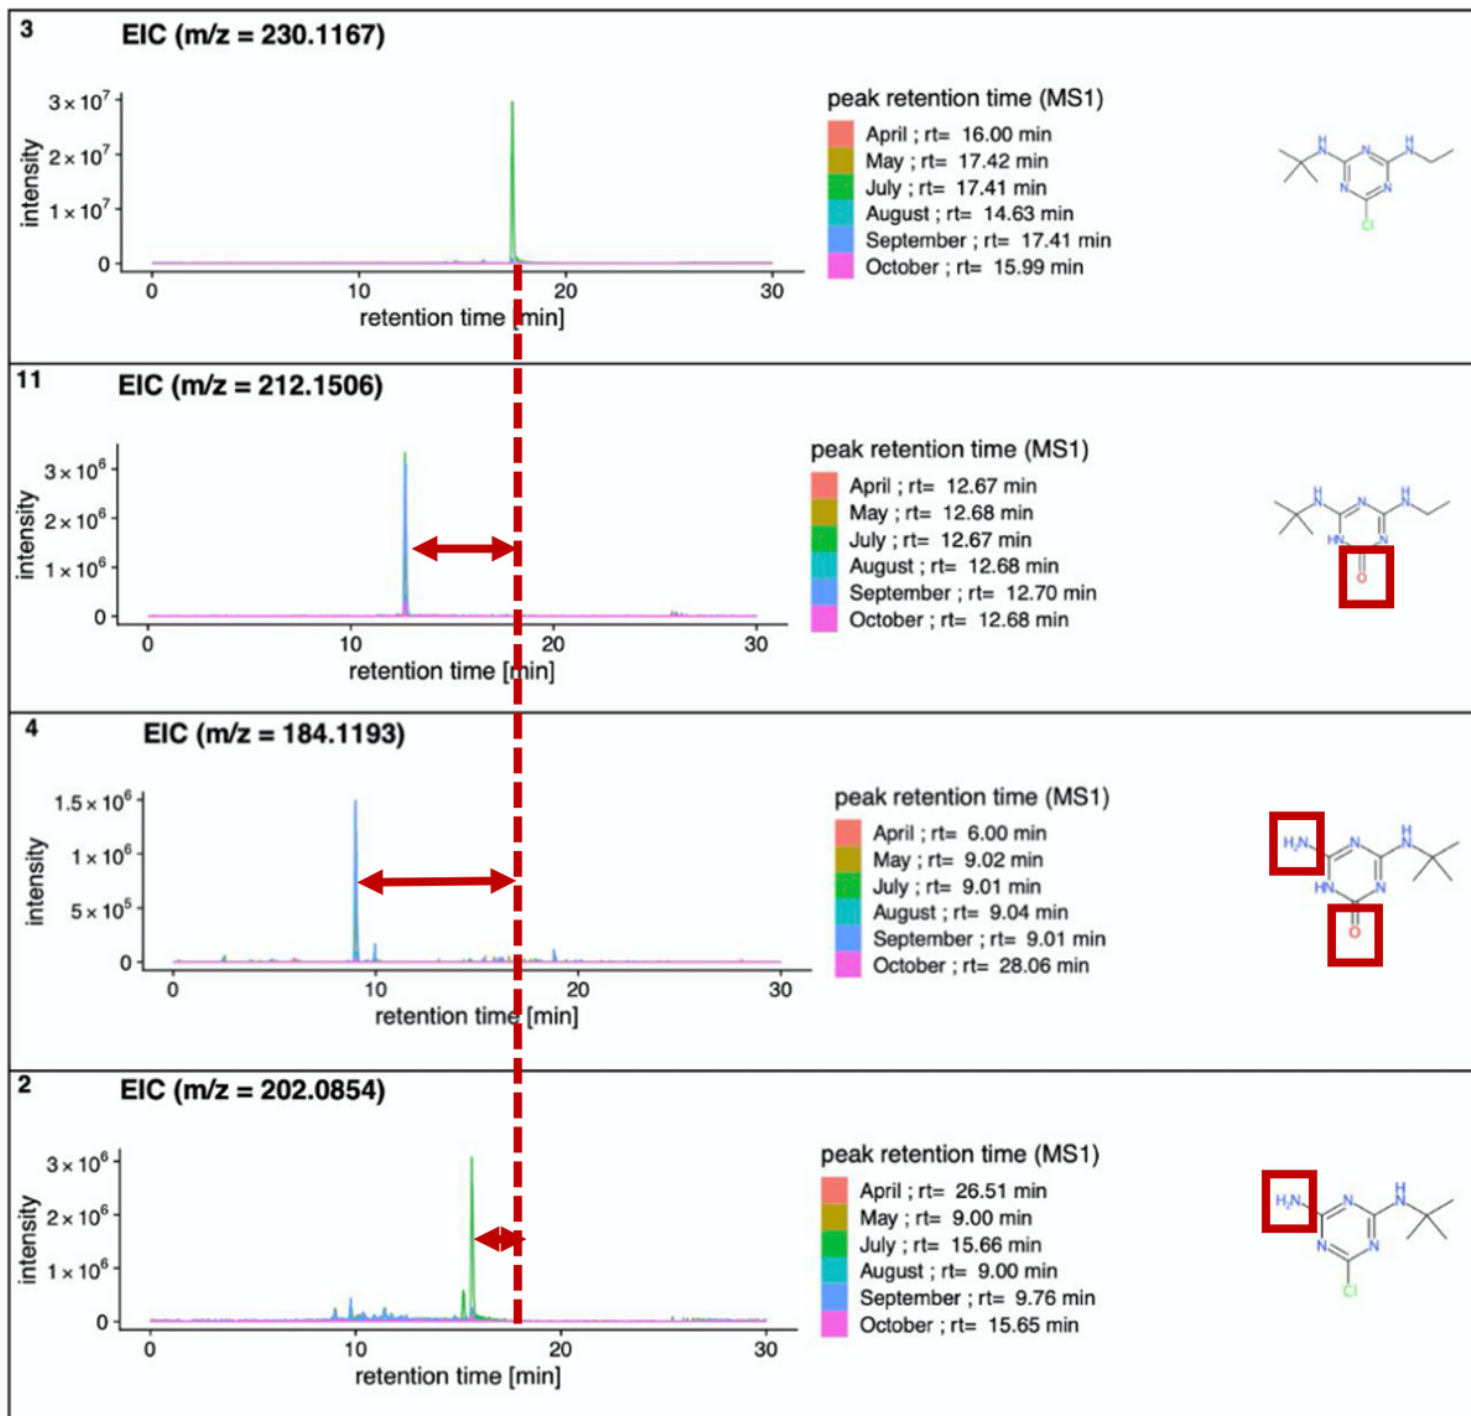 3
EIC (m/z = 230.1167)
3 × 10⁷
2 × 10⁷
1 × 10⁷
0
intensity
0 10 20 30
retention time [min]
peak retention time (MS1)
April ; rt= 16.00 min
May ; rt= 17.42 min
July ; rt= 17.41 min
August ; rt= 14.63 min
September ; rt= 17.41 min
October ; rt= 15.99 min
H
N
N
H
N
N
N
Cl
11
EIC (m/z = 212.1506)
3 × 10⁶
2 × 10⁶
1 × 10⁶
0
intensity
0 10 20 30
retention time [min]
peak retention time (MS1)
April ; rt= 12.67 min
May ; rt= 12.68 min
July ; rt= 12.67 min
August ; rt= 12.68 min
September ; rt= 12.70 min
October ; rt= 12.68 min
H
N
N
H
N
HN
N
O
4
EIC (m/z = 184.1193)
1.5 × 10⁶
1 × 10⁶
5 × 10⁵
0
intensity
0 10 20 30
retention time [min]
peak retention time (MS1)
April ; rt= 6.00 min
May ; rt= 9.02 min
July ; rt= 9.01 min
August ; rt= 9.04 min
September ; rt= 9.01 min
October ; rt= 28.06 min
H₂N
N
H
N
HN
N
O
2
EIC (m/z = 202.0854)
3 × 10⁶
2 × 10⁶
1 × 10⁶
0
intensity
0 10 20 30
retention time [min]
peak retention time (MS1)
April ; rt= 26.51 min
May ; rt= 9.00 min
July ; rt= 15.66 min
August ; rt= 9.00 min
September ; rt= 9.76 min
October ; rt= 15.65 min
H₂N
N
H
N
N
N
Cl